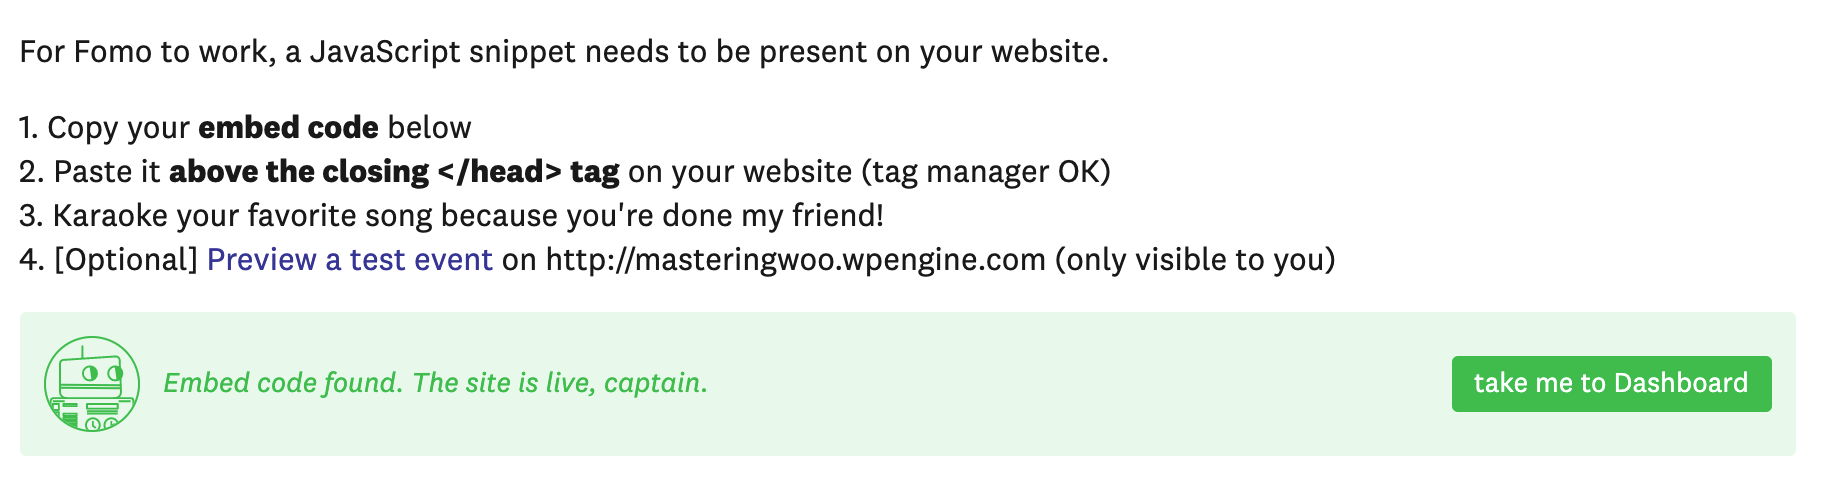 For Fomo to work, a JavaScript snippet needs to be present on your website.
1. Copy your embed code below
2. Paste it above the closing </head> tag on your website (tag manager OK)
3. Karaoke your favorite song because you're done my friend!
4. [Optional] Preview a test event on http://masteringwoo.wpengine.com (only visible to you)
Embed code found. The site is live, captain.
take me to Dashboard